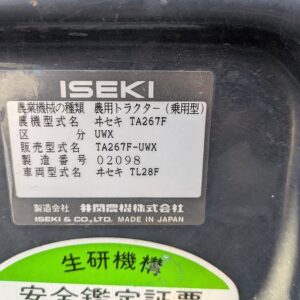 ISEKI
農業機械の種類 農用トラクター(乗用型)
農機型式名 ヰセキ TA267F
区分 UWX
販売型式名 TA267F-UWX
製造番号 02098
車両型式名 ヰセキ TL28F
製造会社 井関農機株式会社
ISEKI & CO.,LTD. MADE IN JAPAN
生研機構
安全鑑定証票